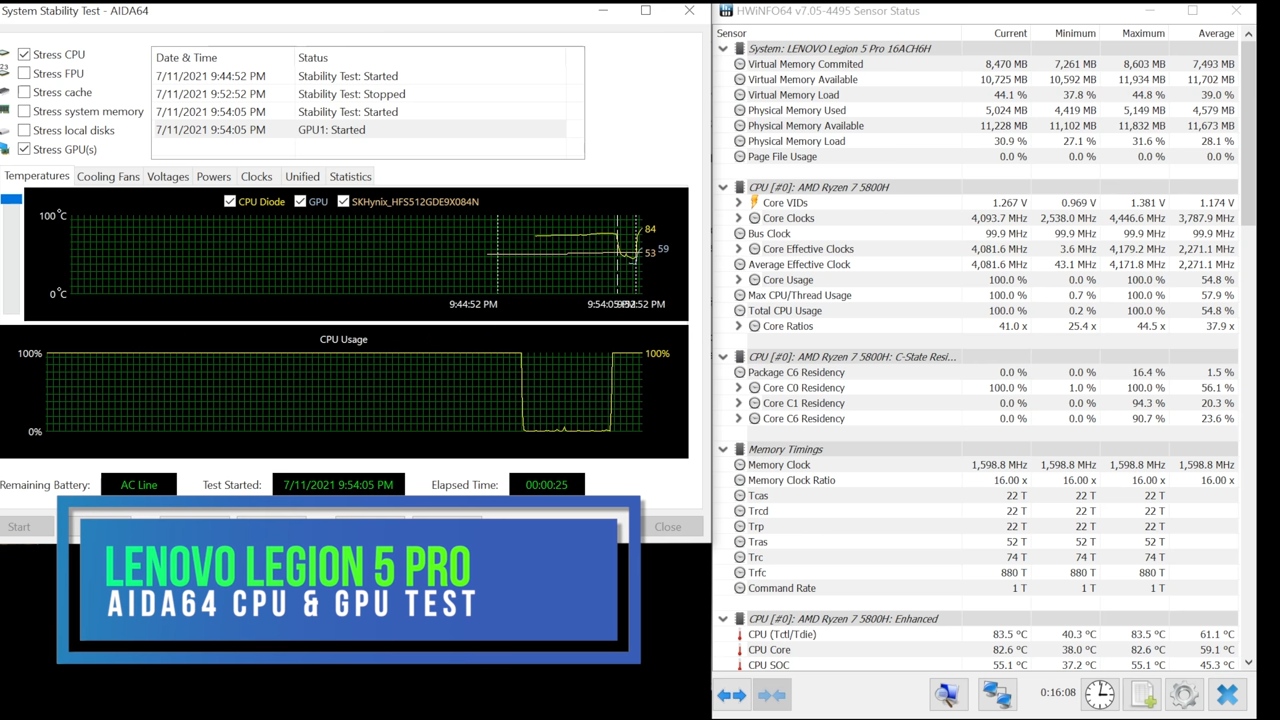 System Stability Test - AIDA64
Stress CPU
Stress FPU
Stress cache
Stress system memory
Stress local disks
Stress GPU(s)
Date & Time Status
7/11/2021 9:44:52 PM Stability Test: Started
7/11/2021 9:52:52 PM Stability Test: Stopped
7/11/2021 9:54:05 PM Stability Test: Started
7/11/2021 9:54:05 PM GPU1: Started
Temperatures Cooling Fans Voltages Powers Clocks Unified Statistics
CPU Diode GPU SKHynix_HFS512GDE9X084N
100°C
84
59
53
0°C
9:44:52 PM
CPU Usage
100% 100%
0%
Remaining Battery: AC Line Test Started: 7/11/2021 9:54:05 PM Elapsed Time: 00:00:25
Start Close
LENOVO LEGION 5 PRO
AIDA64 CPU & GPU TEST
HWiNFO64 v7.05-4495 Sensor Status
Sensor Current Minimum Maximum Average
System: LENOVO Legion 5 Pro 16ACH6H
Virtual Memory Commited 8,470 MB 7,261 MB 8,603 MB 7,493 MB
Virtual Memory Available 10,725 MB 10,592 MB 11,934 MB 11,702 MB
Virtual Memory Load 44.1 % 37.8 % 44.8 % 39.0 %
Physical Memory Used 5,024 MB 4,419 MB 5,149 MB 4,579 MB
Physical Memory Available 11,228 MB 11,102 MB 11,832 MB 11,673 MB
Physical Memory Load 30.9 % 27.1 % 31.6 % 28.1 %
Page File Usage 0.0 % 0.0 % 0.0 % 0.0 %
CPU [#0]: AMD Ryzen 7 5800H
Core VIDs 1.267 V 0.969 V 1.381 V 1.174 V
Core Clocks 4,093.7 MHz 2,538.0 MHz 4,446.6 MHz 3,787.9 MHz
Bus Clock 99.9 MHz 99.9 MHz 99.9 MHz 99.9 MHz
Core Effective Clocks 4,081.6 MHz 3.6 MHz 4,179.2 MHz 2,271.1 MHz
Average Effective Clock 4,081.6 MHz 43.1 MHz 4,171.8 MHz 2,271.1 MHz
Core Usage 100.0 % 0.0 % 100.0 % 54.8 %
Max CPU/Thread Usage 100.0 % 0.7 % 100.0 % 57.9 %
Total CPU Usage 100.0 % 0.2 % 100.0 % 54.8 %
Core Ratios 41.0 x 25.4 x 44.5 x 37.9 x
CPU [#0]: AMD Ryzen 7 5800H: C-State Resi...
Package C6 Residency 0.0 % 0.0 % 16.4 % 1.5 %
Core C0 Residency 100.0 % 1.0 % 100.0 % 56.1 %
Core C1 Residency 0.0 % 0.0 % 94.3 % 20.3 %
Core C6 Residency 0.0 % 0.0 % 90.7 % 23.6 %
Memory Timings
Memory Clock 1,598.8 MHz 1,598.8 MHz 1,598.8 MHz 1,598.8 MHz
Memory Clock Ratio 16.00 x 16.00 x 16.00 x 16.00 x
Tcas 22 T 22 T 22 T
Trcd 22 T 22 T 22 T
Trp 22 T 22 T 22 T
Tras 52 T 52 T 52 T
Trc 74 T 74 T 74 T
Trfc 880 T 880 T 880 T
Command Rate 1 T 1 T 1 T
CPU [#0]: AMD Ryzen 7 5800H: Enhanced
CPU (Tctl/Tdie) 83.5 °C 40.3 °C 83.5 °C 61.1 °C
CPU Core 82.6 °C 38.0 °C 82.6 °C 59.1 °C
CPU SOC 55.1 °C 37.2 °C 55.1 °C 45.3 °C
0:16:08